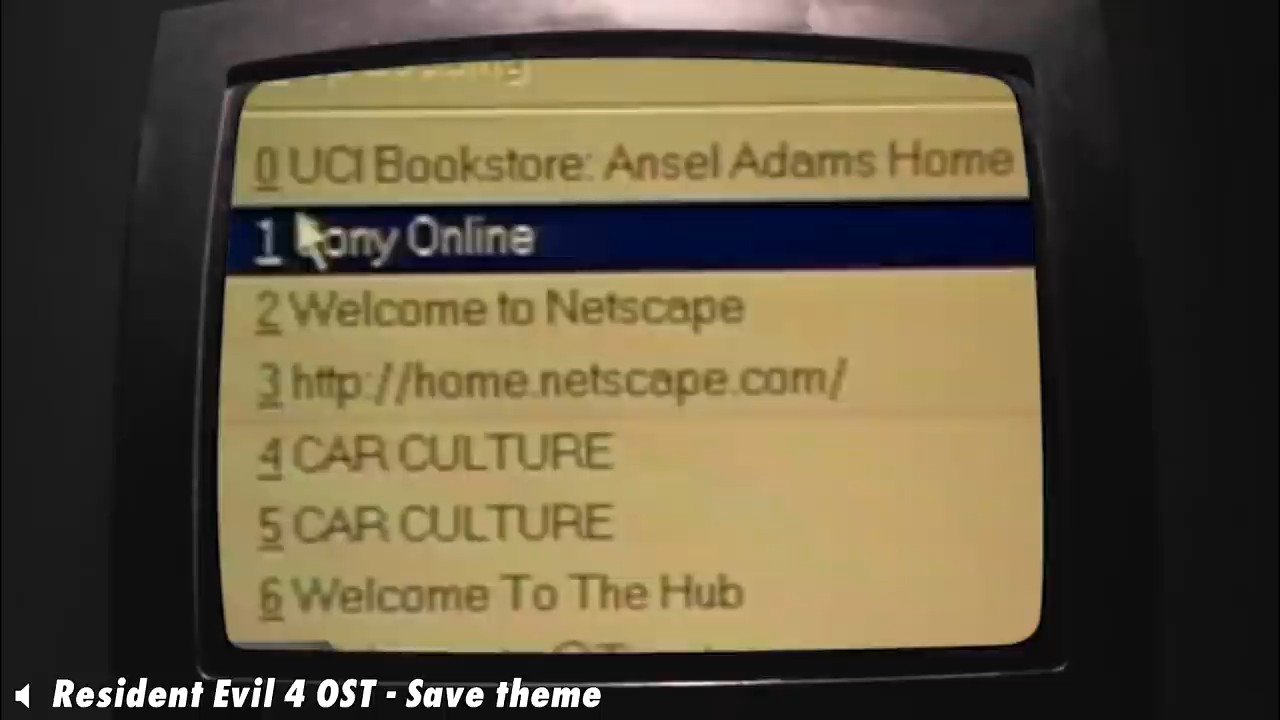 0 UCI Bookstore: Ansel Adams Home
1 Online
2 Welcome to Netscape
3 http://home.netscape.com/
4 CAR CULTURE
5 CAR CULTURE
6 Welcome To The Hub
Resident Evil 4 OST - Save theme